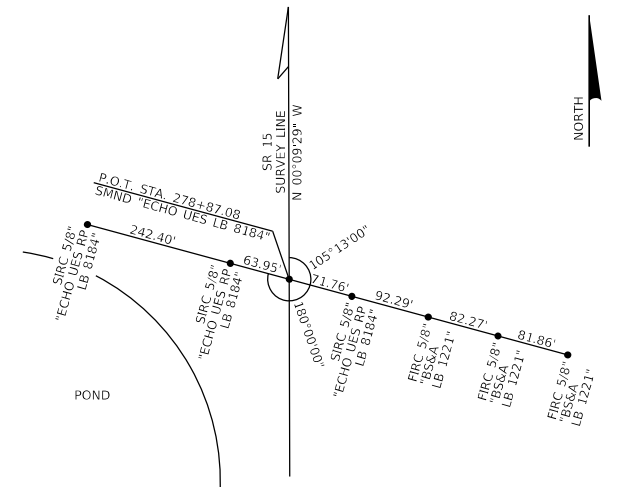 NORTH
SR 15
SURVEY LINE
N 00°09'29" W
P.O.T. STA. 278+87.08
SMND "ECHO UES LB 8184"
105°13'00"
180°00'00"
242.40'
63.95'
71.76'
92.29'
82.27'
81.86'
SIRC 5/8"
"ECHO UES RP
LB 8184"
SIRC 5/8"
"ECHO UES RP
LB 8184"
SIRC 5/8"
"ECHO UES RP
LB 8184"
FIRC 5/8"
"BS&A
LB 1221"
FIRC 5/8"
"BS&A
LB 1221"
FIRC 5/8"
"BS&A
LB 1221"
POND